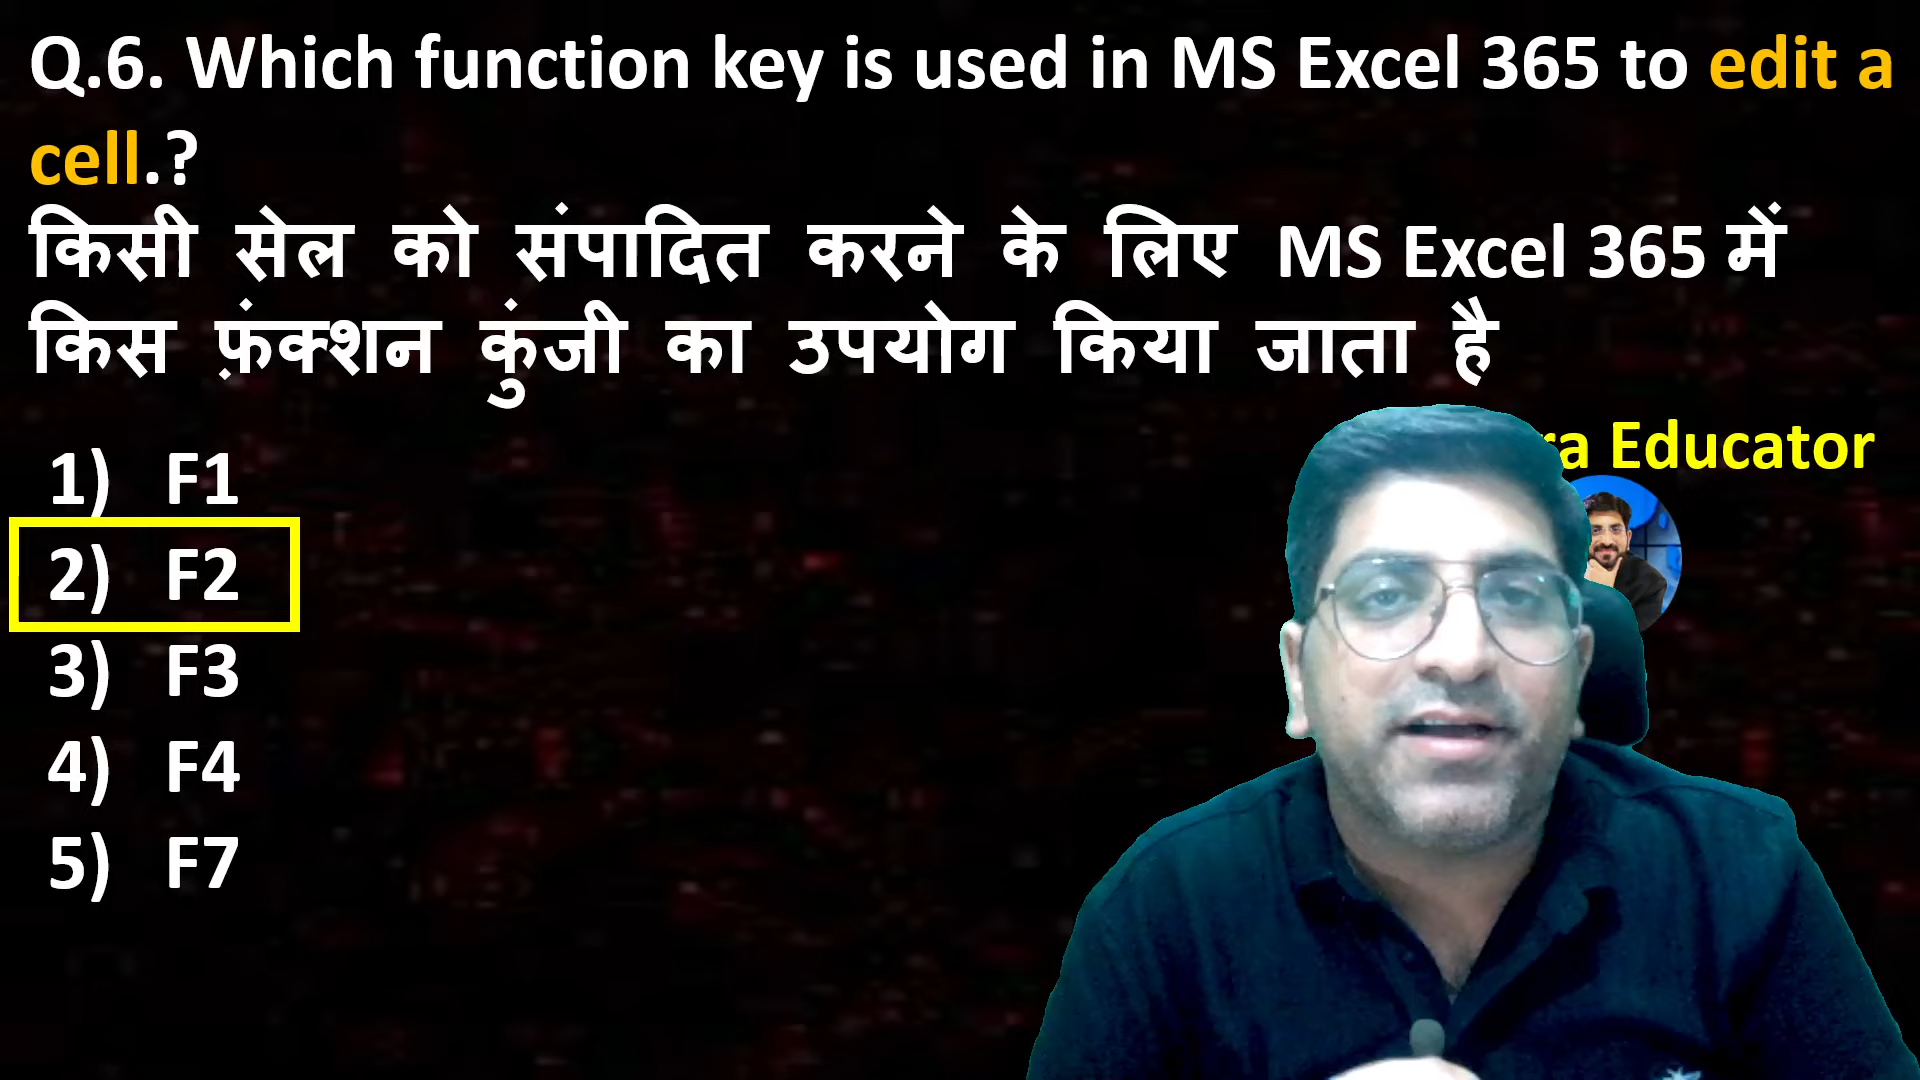 Q.6. Which function key is used in MS Excel 365 to edit a
cell.?
किसी सेल को संपादित करने के लिए MS Excel 365 में
किस फ़ंक्शन कुंजी का उपयोग किया जाता है
Educator
1) F1
2) F2
3) F3
4) F4
5) F7